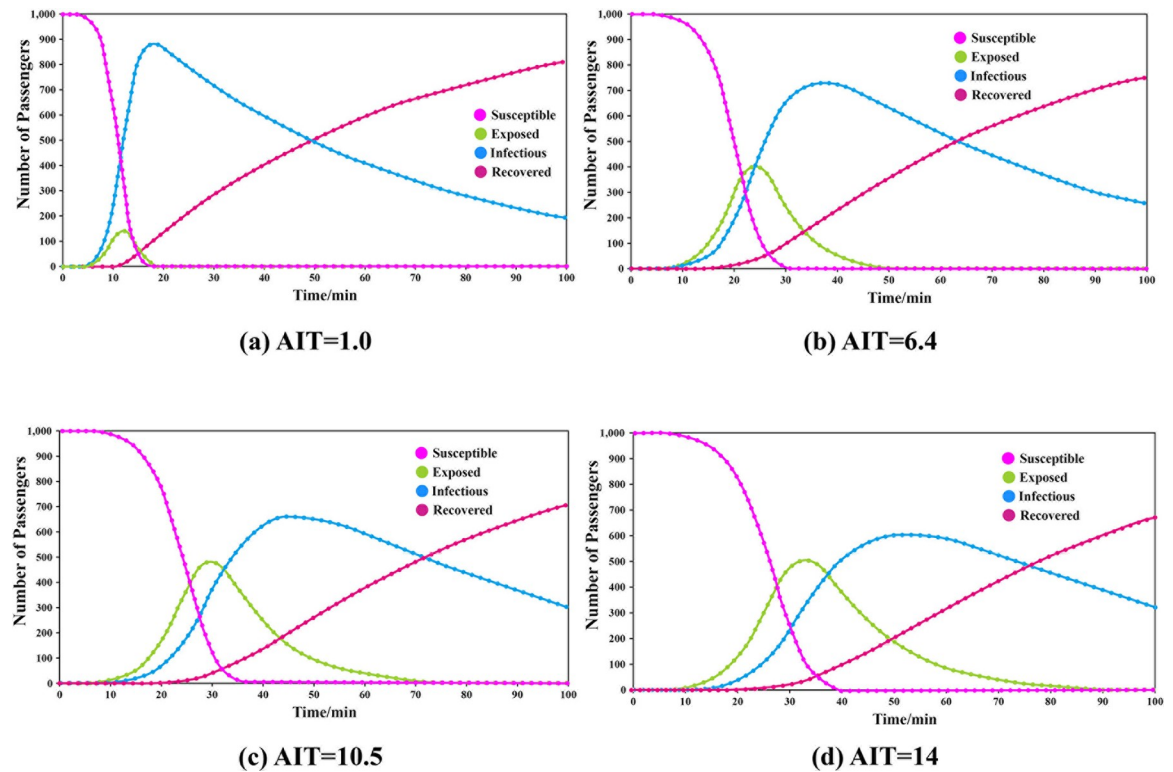 1,000
900
800
700
600
500
400
300
200
100
0
Number of Passengers
Susceptible
Exposed
Infectious
Recovered
0 10 20 30 40 50 60 70 80 90 100
Time/min
(a) AIT=1.0
1,000
900
800
700
600
500
400
300
200
100
0
Number of Passengers
Susceptible
Exposed
Infectious
Recovered
0 10 20 30 40 50 60 70 80 90 100
Time/min
(b) AIT=6.4
1,000
900
800
700
600
500
400
300
200
100
0
Number of Passengers
Susceptible
Exposed
Infectious
Recovered
0 10 20 30 40 50 60 70 80 90 100
Time/min
(c) AIT=10.5
1,000
900
800
700
600
500
400
300
200
100
0
Number of Passengers
Susceptible
Exposed
Infectious
Recovered
0 10 20 30 40 50 60 70 80 90 100
Time/min
(d) AIT=14